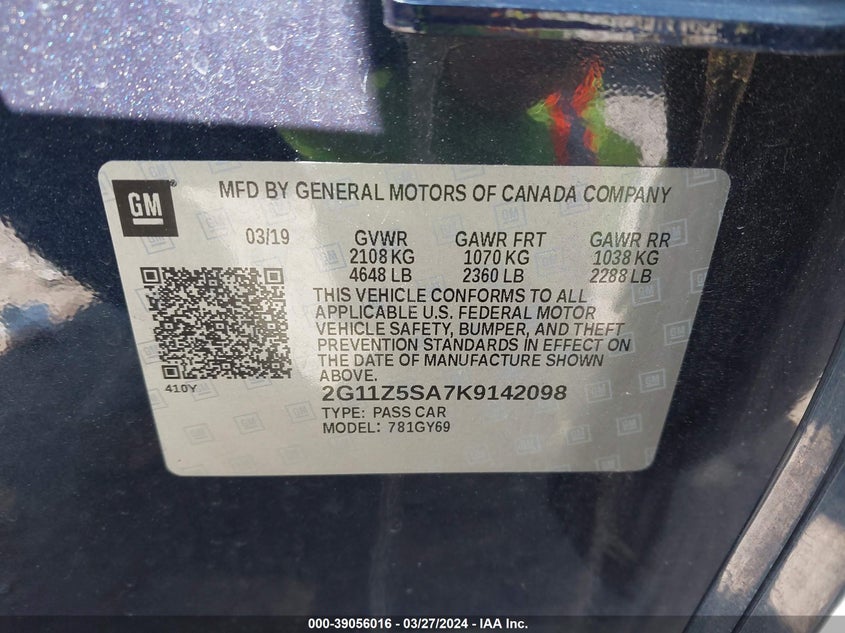 GM
MFD BY GENERAL MOTORS OF CANADA COMPANY
03/19 GVWR GAWR FRT GAWR RR
2108 KG 1070 KG 1038 KG
4648 LB 2360 LB 2288 LB
THIS VEHICLE CONFORMS TO ALL
APPLICABLE U.S. FEDERAL MOTOR
VEHICLE SAFETY, BUMPER, AND THEFT
PREVENTION STANDARDS IN EFFECT ON
THE DATE OF MANUFACTURE SHOWN
ABOVE.
410Y
2G11Z5SA7K9142098
TYPE: PASS CAR
MODEL: 781GY69
000-39056016 — 03/27/2024 — IAA Inc.